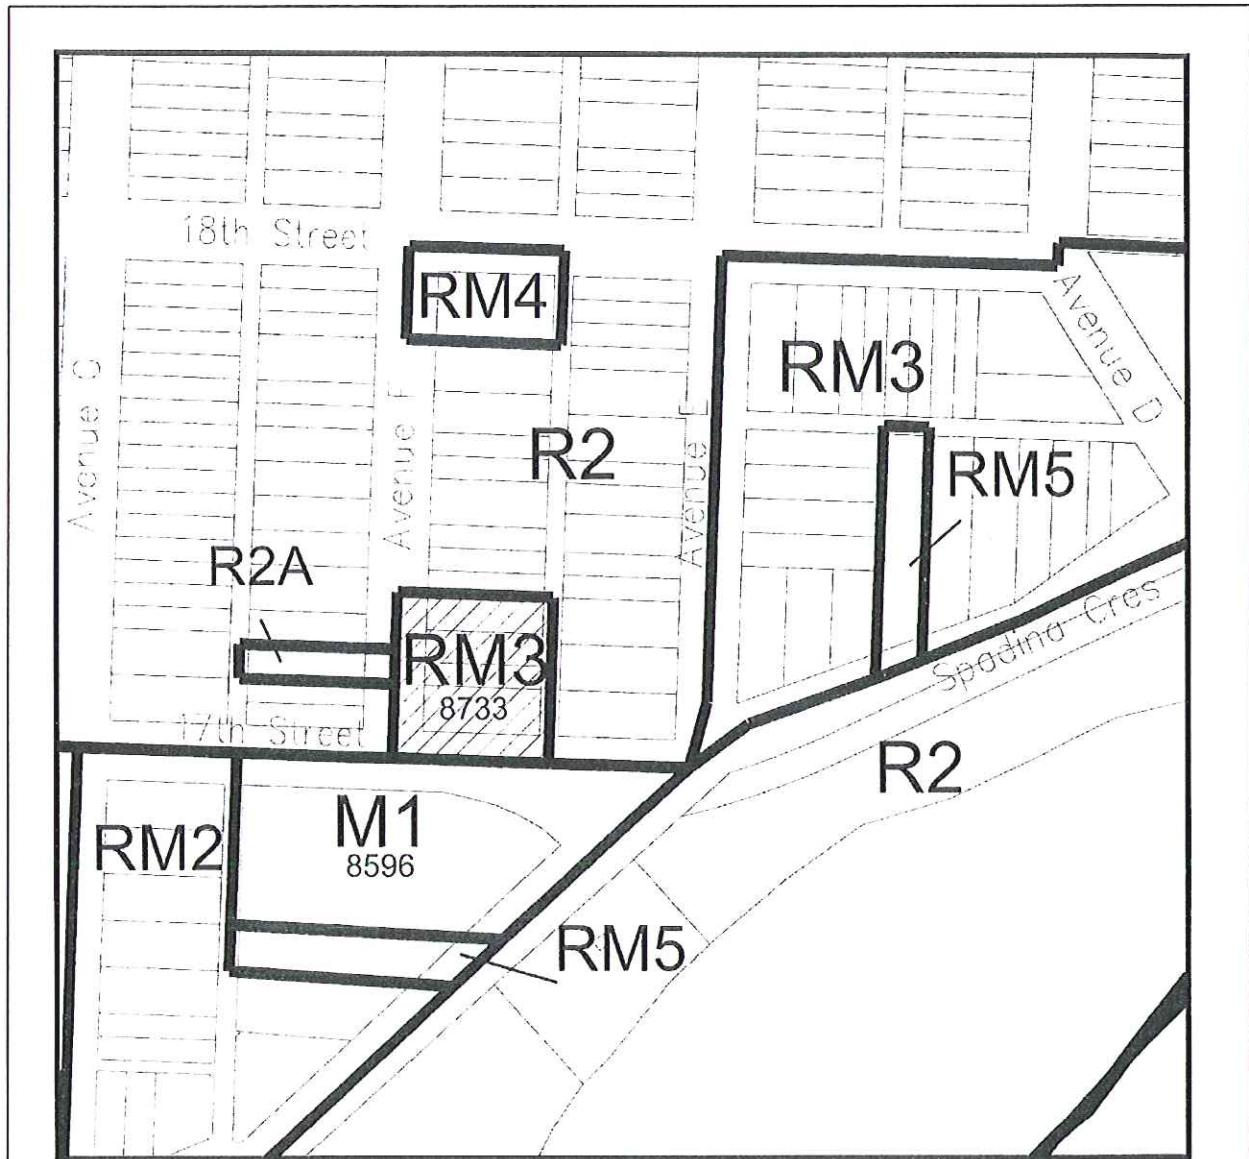 18th Street
RM4
Avenue D
RM3
Avenue G
Avenue F
R2
Avenue E
RM5
R2A
RM3
8733
Spadina Cres
17th Street
R2
M1
8596
RM2
RM5